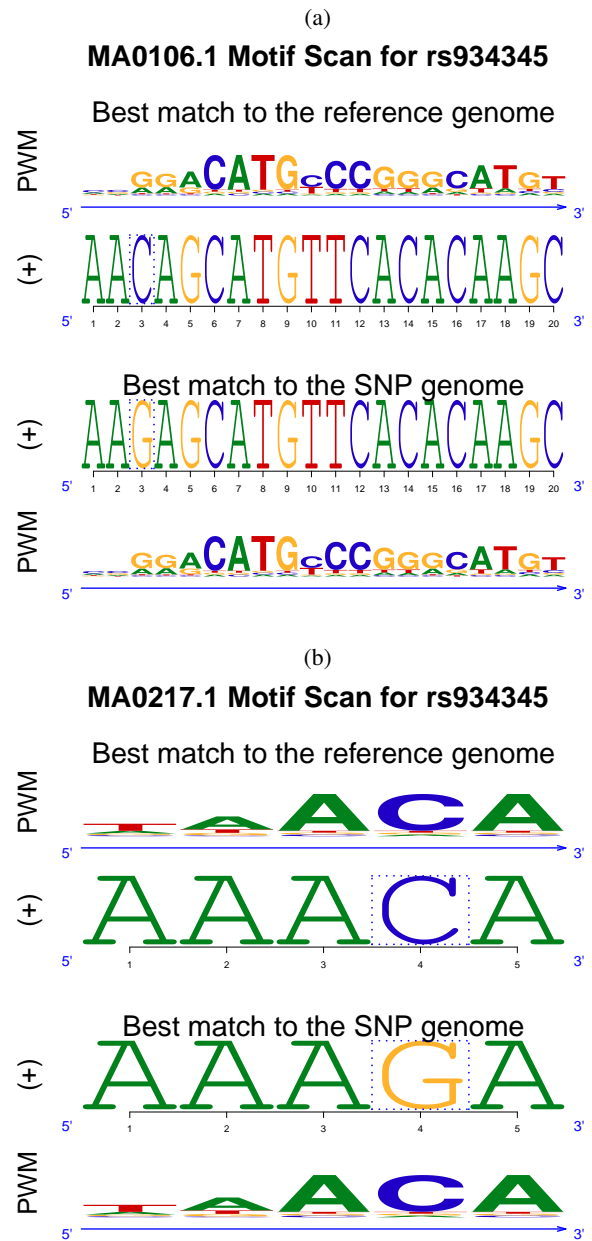 (a)
MA0106.1 Motif Scan for rs934345
Best match to the reference genome
PWM
GGACATGCCCGGGCATGT
5' 3'
(+)
AACAGCATGTTCACACAAGC
5' 1 2 3 4 5 6 7 8 9 10 11 12 13 14 15 16 17 18 19 20 3'
Best match to the SNP genome
(+)
AAGAGCATGTTCACACAAGC
5' 1 2 3 4 5 6 7 8 9 10 11 12 13 14 15 16 17 18 19 20 3'
PWM
GGACATGCCCGGGCATGT
5' 3'
(b)
MA0217.1 Motif Scan for rs934345
Best match to the reference genome
PWM
TAACA
5' 3'
(+)
AAACA
5' 1 2 3 4 5 3'
Best match to the SNP genome
(+)
AAAGA
5' 1 2 3 4 5 3'
PWM
TAACA
5' 3'